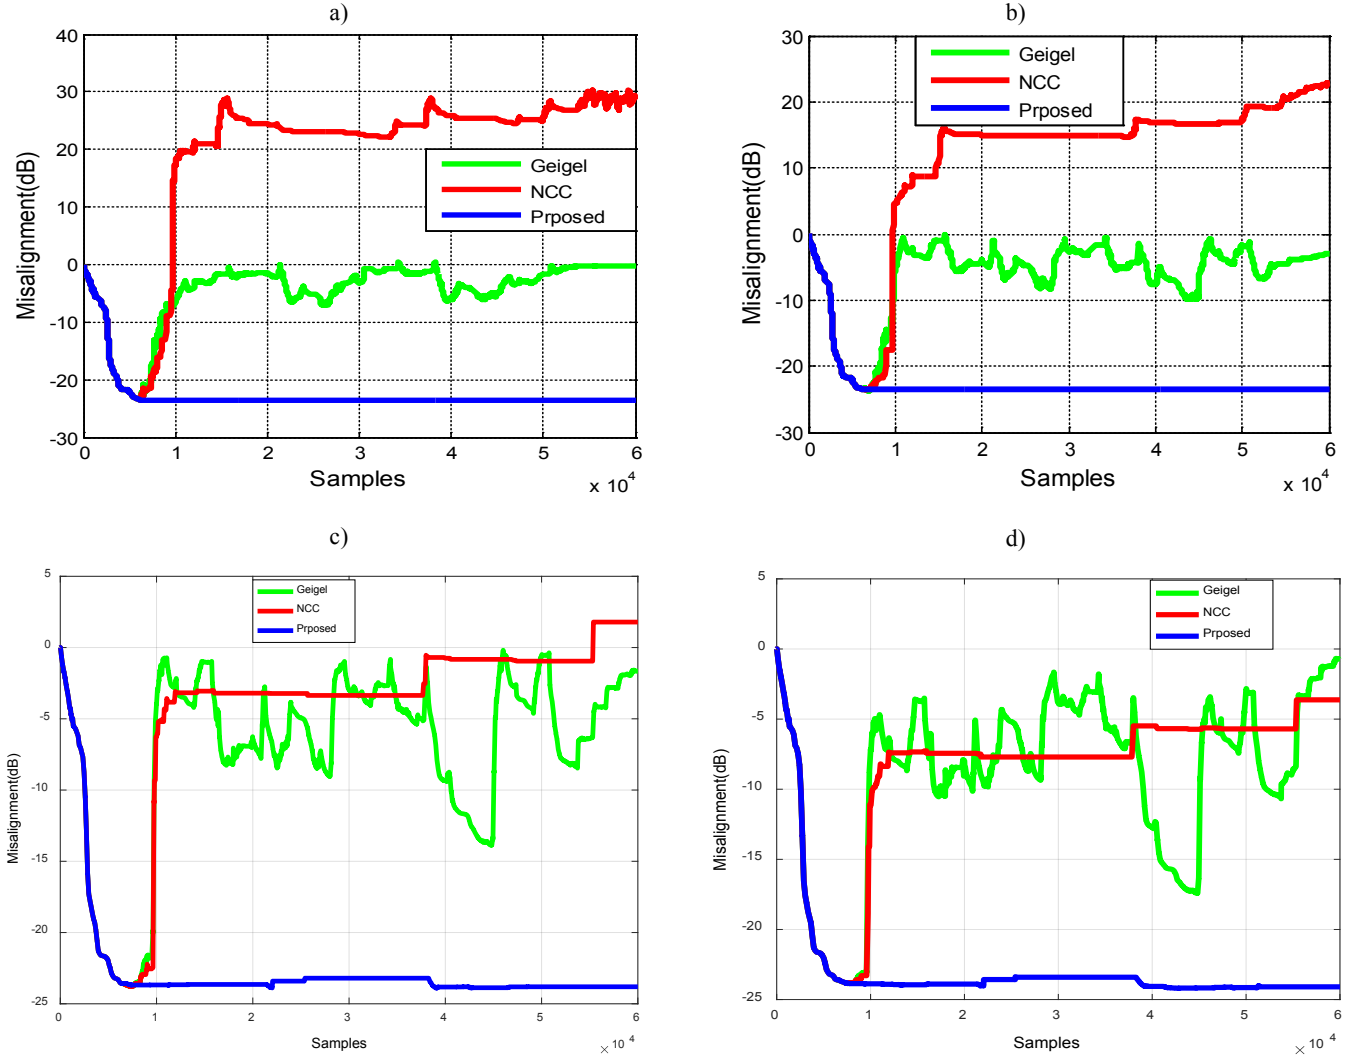 a)
40
30
20
10
0
-10
-20
-30
Misalignment(dB)
Geigel
NCC
Prposed
0 1 2 3 4 5 6
Samples
x 10^4
b)
30
20
10
0
-10
-20
-30
Misalignment(dB)
Geigel
NCC
Prposed
0 1 2 3 4 5 6
Samples
x 10^4
c)
5
0
-5
-10
-15
-20
-25
Misalignment(dB)
Geigel
NCC
Prposed
0 1 2 3 4 5 6
Samples
× 10^4
d)
5
0
-5
-10
-15
-20
-25
Misalignment(dB)
Geigel
NCC
Prposed
0 1 2 3 4 5 6
Samples
× 10^4